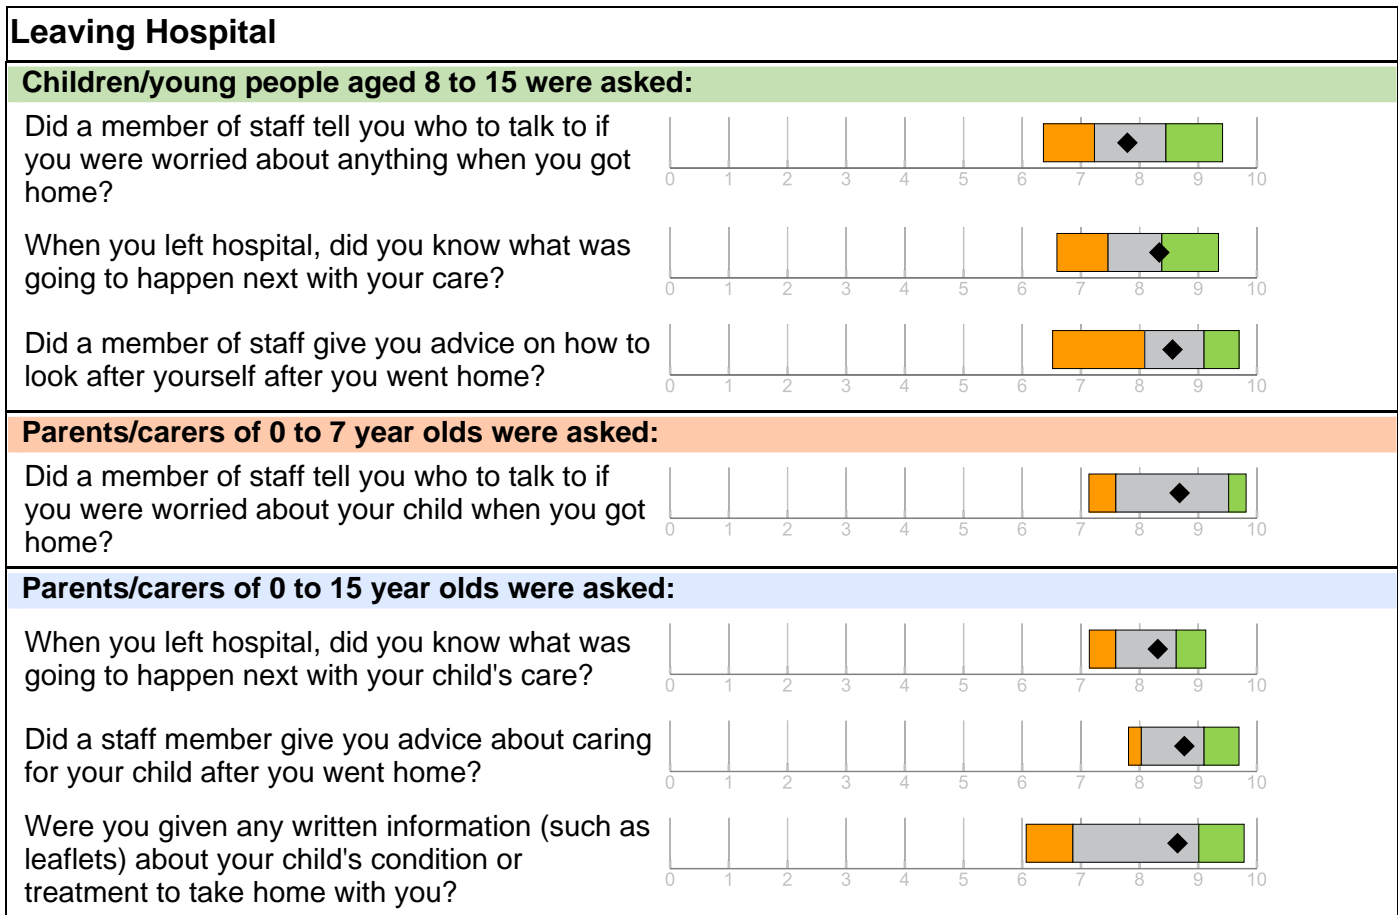 Leaving Hospital
Children/young people aged 8 to 15 were asked:
Did a member of staff tell you who to talk to if
you were worried about anything when you got
home?
0 1 2 3 4 5 6 7 8 9 10
When you left hospital, did you know what was
going to happen next with your care?
0 1 2 3 4 5 6 7 8 9 10
Did a member of staff give you advice on how to
look after yourself after you went home?
0 1 2 3 4 5 6 7 8 9 10
Parents/carers of 0 to 7 year olds were asked:
Did a member of staff tell you who to talk to if
you were worried about your child when you got
home?
0 1 2 3 4 5 6 7 8 9 10
Parents/carers of 0 to 15 year olds were asked:
When you left hospital, did you know what was
going to happen next with your child's care?
0 1 2 3 4 5 6 7 8 9 10
Did a staff member give you advice about caring
for your child after you went home?
0 1 2 3 4 5 6 7 8 9 10
Were you given any written information (such as
leaflets) about your child's condition or
treatment to take home with you?
0 1 2 3 4 5 6 7 8 9 10